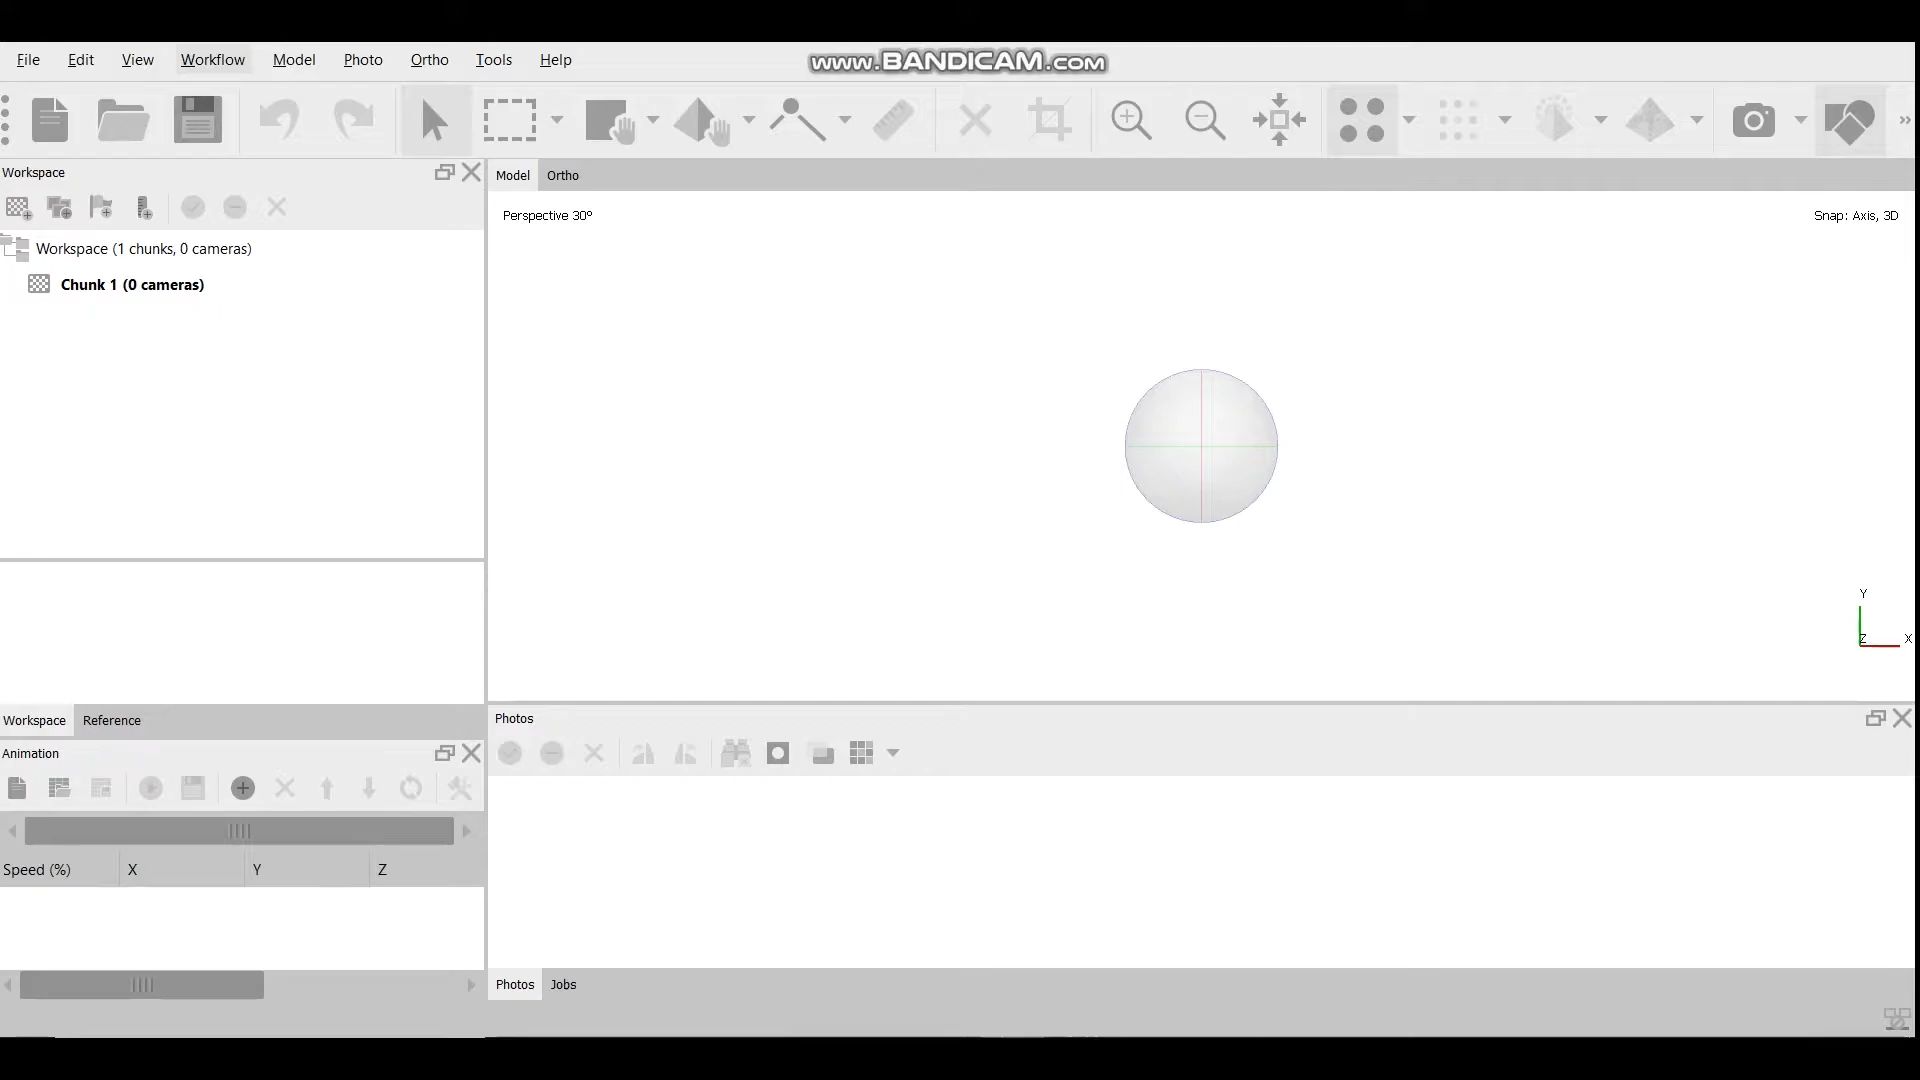 File Edit View Workflow Model Photo Ortho Tools Help
www.BANDICAM.com
Workspace
Model Ortho
Perspective 30°
Snap: Axis, 3D
Workspace (1 chunks, 0 cameras)
Chunk 1 (0 cameras)
Y
Z X
Workspace Reference
Photos
Animation
Speed (%) X Y Z
Photos Jobs